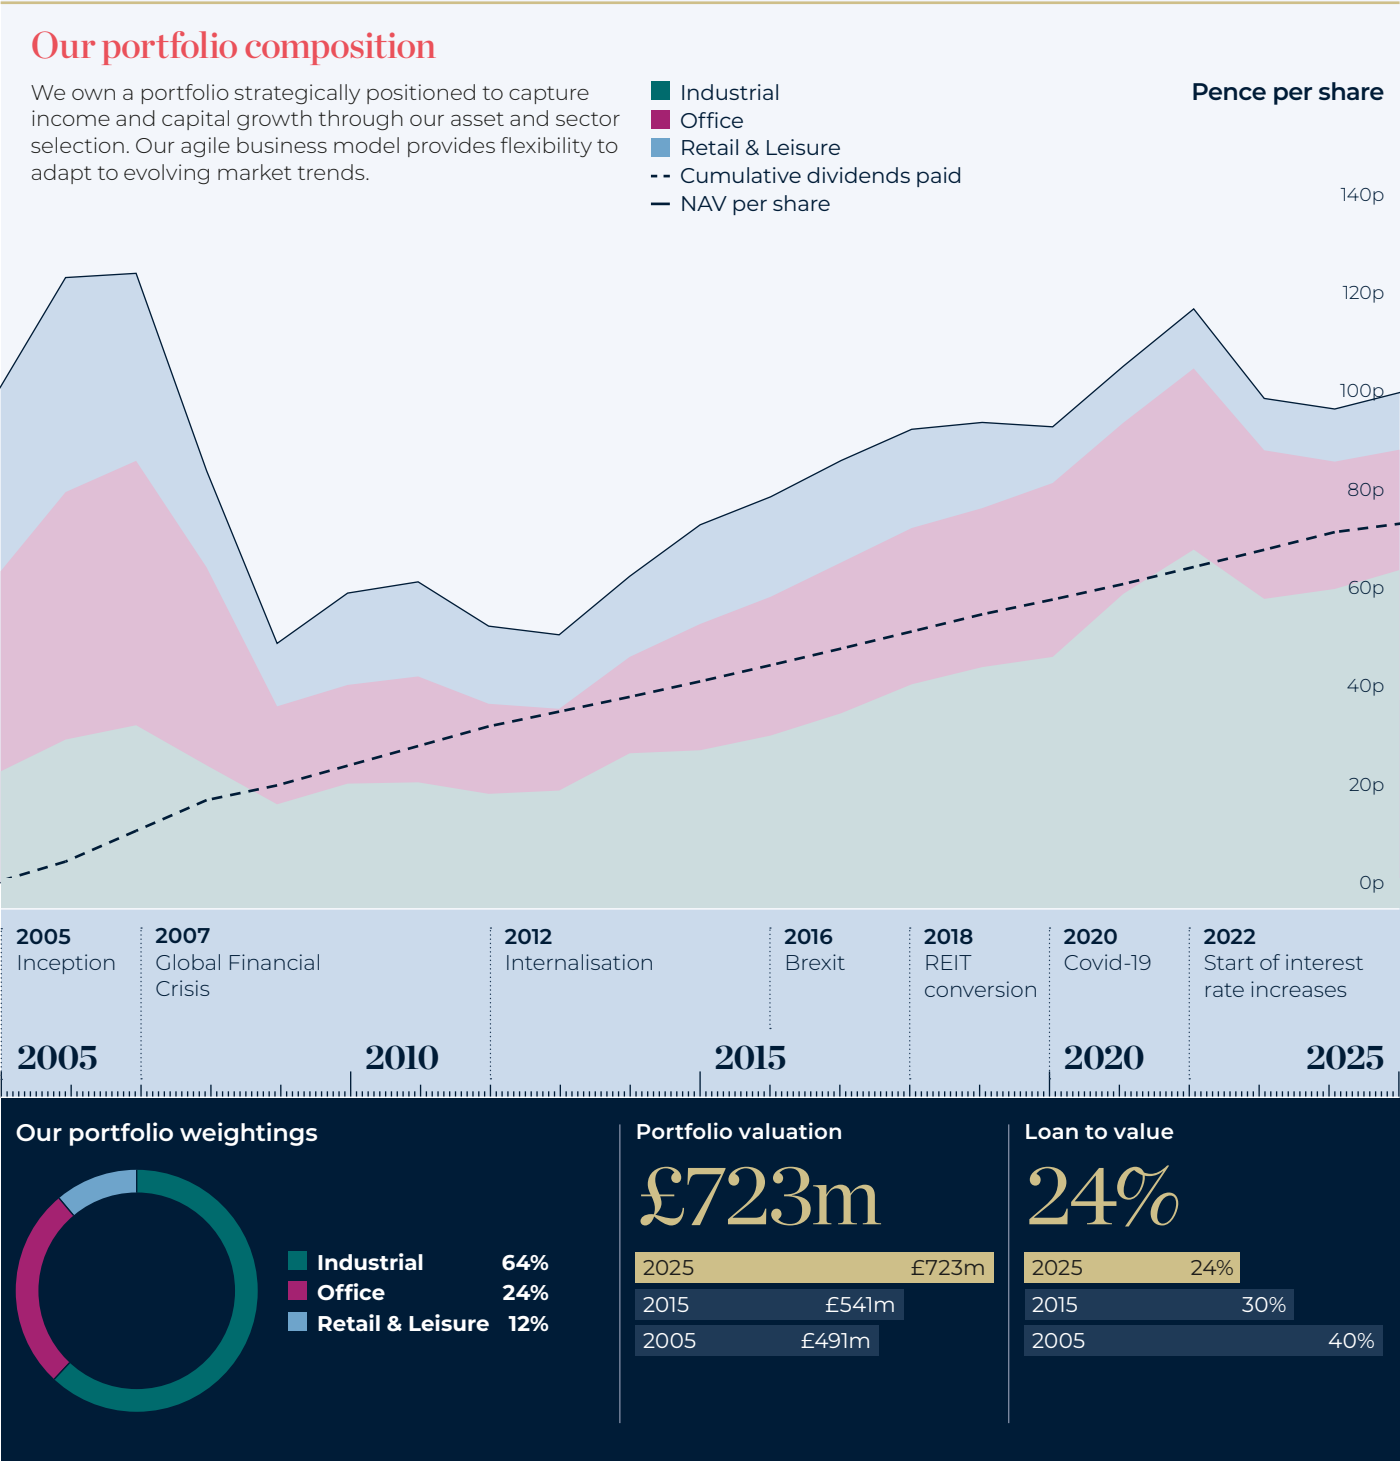 Our portfolio composition
We own a portfolio strategically positioned to capture
income and capital growth through our asset and sector
selection. Our agile business model provides flexibility to
adapt to evolving market trends.
Industrial
Office
Retail & Leisure
Cumulative dividends paid
NAV per share
Pence per share
140p
120p
100p
80p
60p
40p
20p
0p
2005
Inception
2007
Global Financial
Crisis
2012
Internalisation
2016
Brexit
2018
REIT
conversion
2020
Covid-19
2022
Start of interest
rate increases
2005
2010
2015
2020
2025
Our portfolio weightings
Industrial 64%
Office 24%
Retail & Leisure 12%
Portfolio valuation
£723m
2025 £723m
2015 £541m
2005 £491m
Loan to value
24%
2025 24%
2015 30%
2005 40%